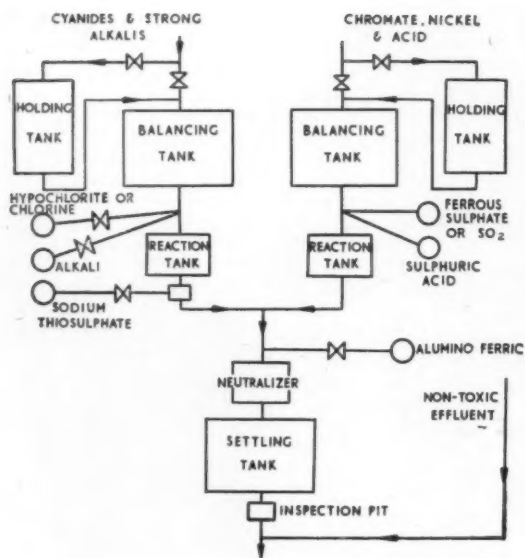 CYANIDES & STRONG
ALKALIS
CHROMATE, NICKEL
& ACID
HOLDING
TANK
BALANCING
TANK
BALANCING
TANK
HOLDING
TANK
HYPOCHLORITE OR
CHLORINE
ALKALI
REACTION
TANK
REACTION
TANK
FERROUS
SULPHATE
OR SO2
SULPHURIC
ACID
SODIUM
THIOSULPHATE
ALUMINO FERRIC
NEUTRALIZER
NON-TOXIC
EFFLUENT
SETTLING
TANK
INSPECTION PIT